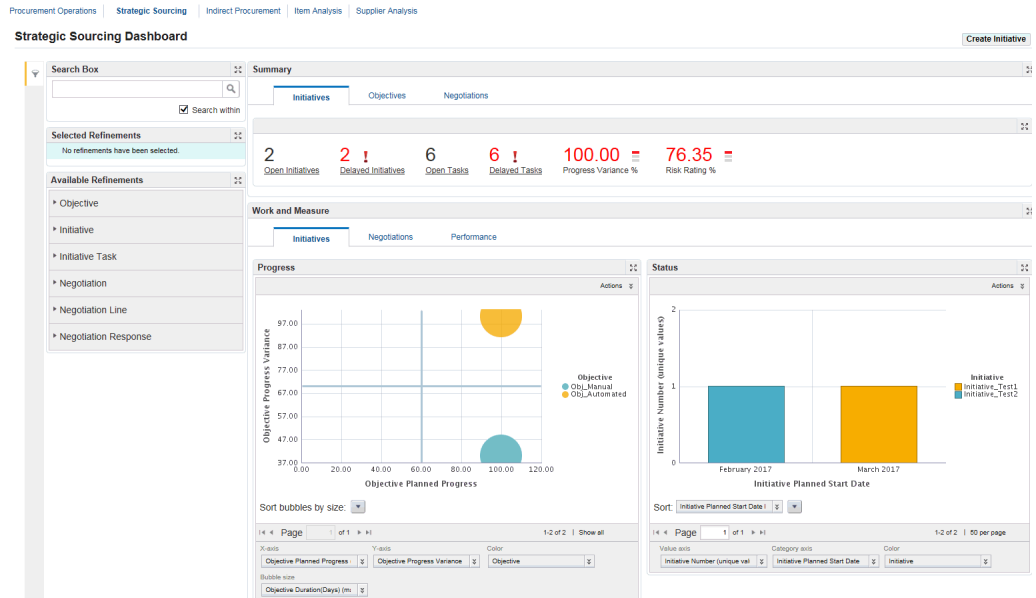 Procurement Operations Strategic Sourcing Indirect Procurement Item Analysis Supplier Analysis
Strategic Sourcing Dashboard
Create Initiative
Search Box
Search within
Selected Refinements
No refinements have been selected.
Available Refinements
Objective
Initiative
Initiative Task
Negotiation
Negotiation Line
Negotiation Response
Summary
Initiatives Objectives Negotiations
2 2 ! 6 6 ! 100.00 76.35
Open Initiatives Delayed Initiatives Open Tasks Delayed Tasks Progress Variance % Risk Rating %
Work and Measure
Initiatives Negotiations Performance
Progress
Actions
Objective Progress Variance
97.00
87.00
77.00
67.00
57.00
47.00
37.00
0.00 20.00 40.00 60.00 80.00 100.00 120.00
Objective Planned Progress
Objective
Obj_Manual
Obj_Automated
Sort bubbles by size:
Page 1 of 1 1-2 of 2 | Show all
X-axis Y-axis Color
Objective Planned Progress Objective Progress Variance Objective
Bubble size
Objective Duration(Days) (m
Status
Actions
Initiative Number (unique values)
2
1
0
February 2017 March 2017
Initiative Planned Start Date
Initiative
Initiative_Test1
Initiative_Test2
Sort: Initiative Planned Start Date
Page 1 of 1 1-2 of 2 | 50 per page
Value axis Category axis Color
Initiative Number (unique val Initiative Planned Start Date Initiative